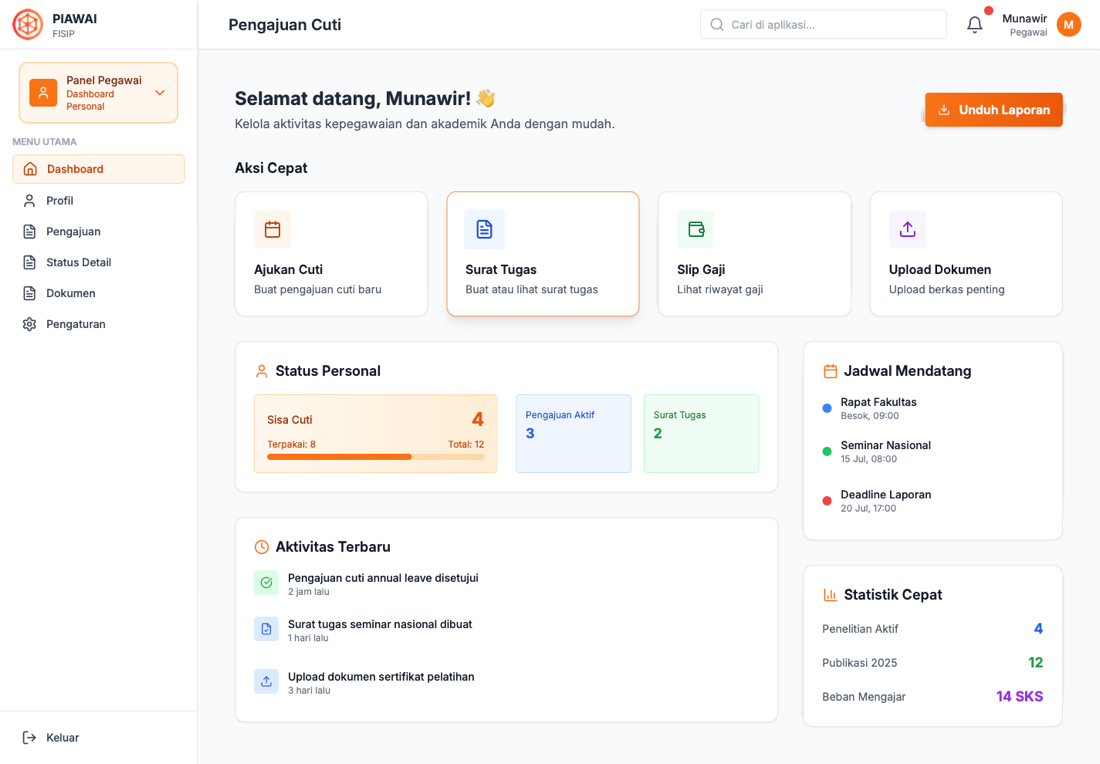 PIAWAI
FISIP
Panel Pegawai
Dashboard
Personal
MENU UTAMA
Dashboard
Profil
Pengajuan
Status Detail
Dokumen
Pengaturan
Keluar
Pengajuan Cuti
Cari di aplikasi...
Munawir
Pegawai
M
Selamat datang, Munawir! 👋
Kelola aktivitas kepegawaian dan akademik Anda dengan mudah.
Unduh Laporan
Aksi Cepat
Ajukan Cuti
Buat pengajuan cuti baru
Surat Tugas
Buat atau lihat surat tugas
Slip Gaji
Lihat riwayat gaji
Upload Dokumen
Upload berkas penting
Status Personal
Sisa Cuti 4
Terpakai: 8 Total: 12
Pengajuan Aktif
3
Surat Tugas
2
Aktivitas Terbaru
Pengajuan cuti annual leave disetujui
2 jam lalu
Surat tugas seminar nasional dibuat
1 hari lalu
Upload dokumen sertifikat pelatihan
3 hari lalu
Jadwal Mendatang
Rapat Fakultas
Besok, 09:00
Seminar Nasional
15 Jul, 08:00
Deadline Laporan
20 Jul, 17:00
Statistik Cepat
Penelitian Aktif 4
Publikasi 2025 12
Beban Mengajar 14 SKS